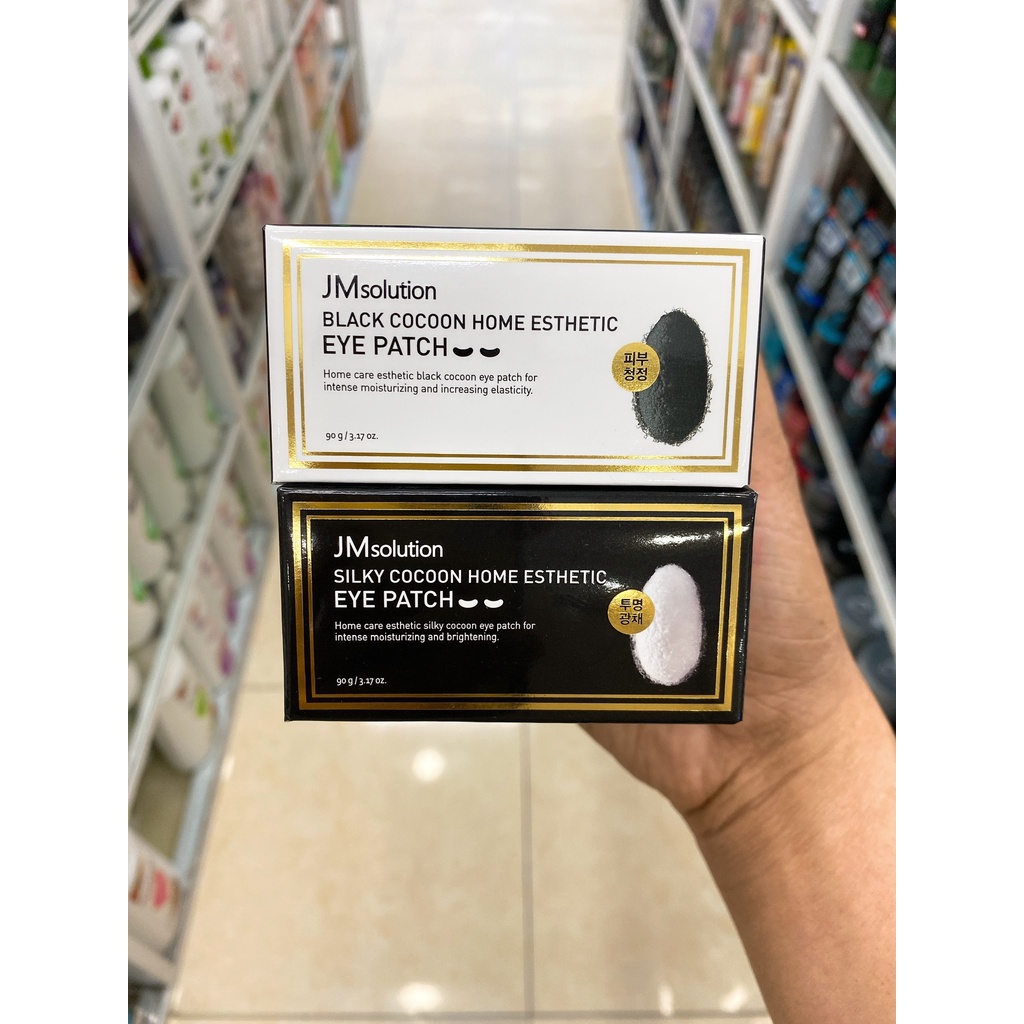 JMsolution
BLACK COCOON HOME ESTHETIC
EYE PATCH
Home care esthetic black cocoon eye patch for
intense moisturizing and increasing elasticity.
90 g / 3.17 oz.
피부
청정
JMsolution
SILKY COCOON HOME ESTHETIC
EYE PATCH
Home care esthetic silky cocoon eye patch for
intense moisturizing and brightening.
90 g / 3.17 oz.
투명
광채